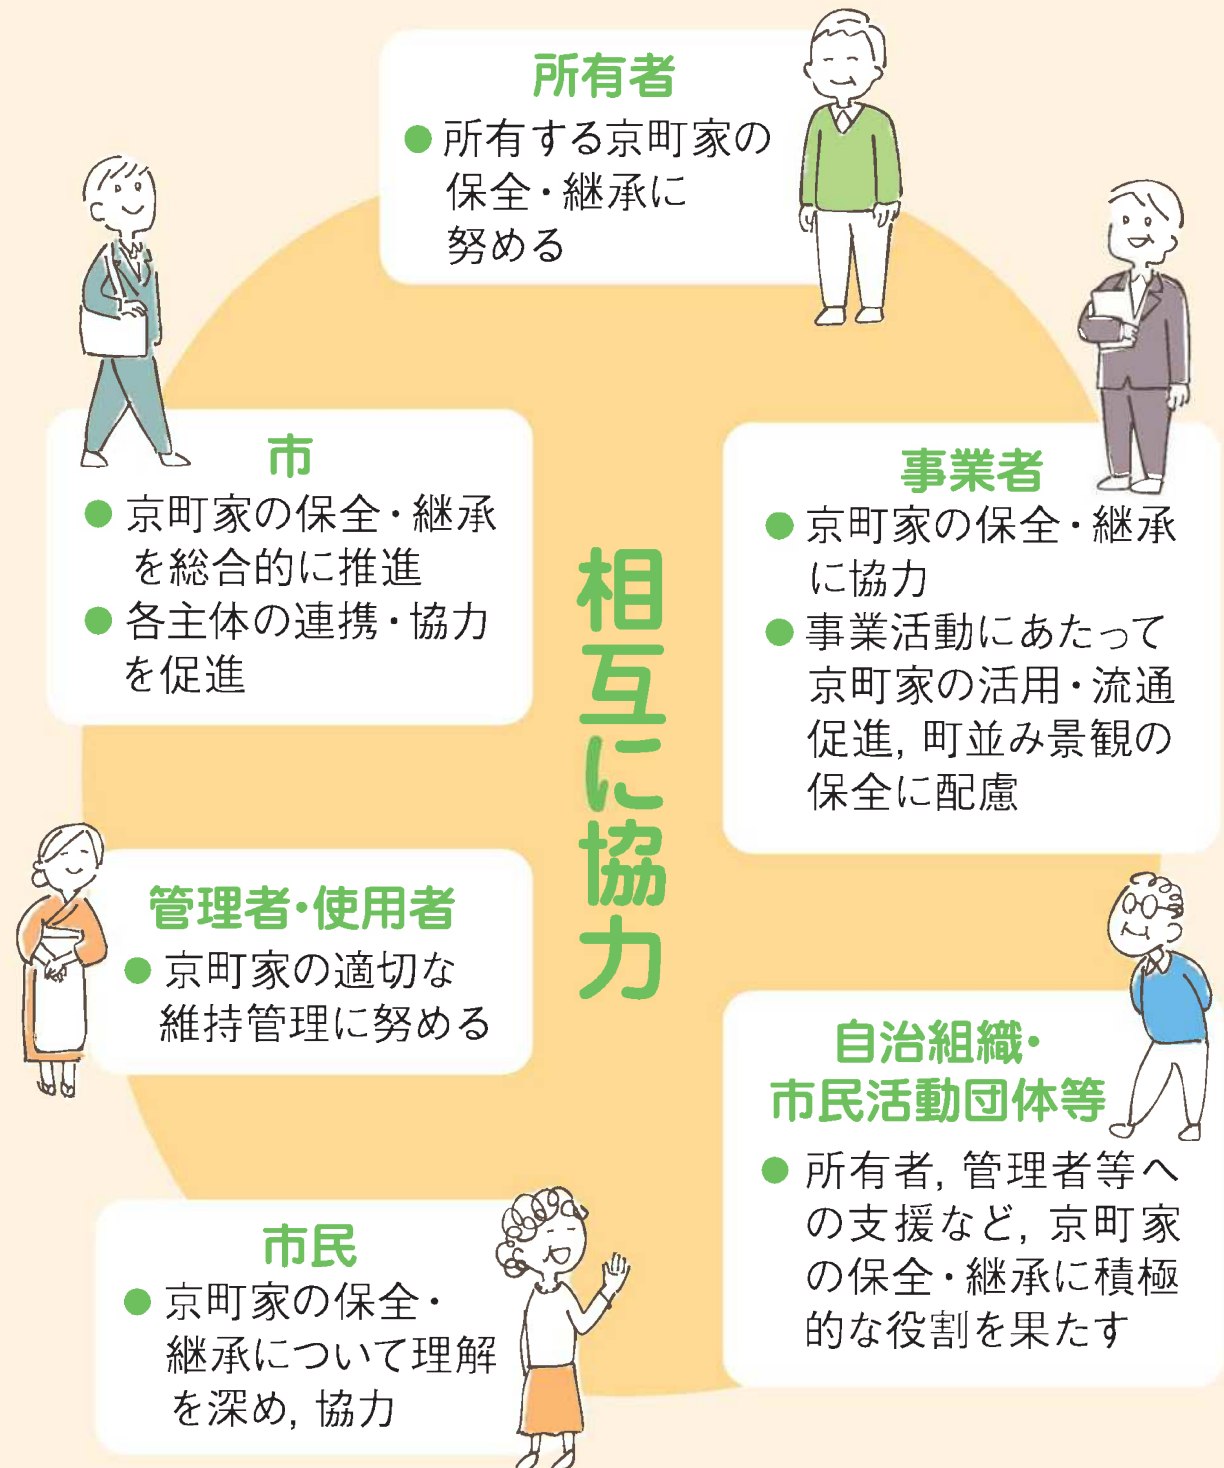 所有者
● 所有する京町家の
保全・継承に
努める
市
● 京町家の保全・継承
を総合的に推進
● 各主体の連携・協力
を促進
事業者
● 京町家の保全・継承
に協力
● 事業活動にあたって
京町家の活用・流通
促進, 町並み景観の
保全に配慮
相互に協力
管理者・使用者
● 京町家の適切な
維持管理に努める
自治組織・
市民活動団体等
● 所有者, 管理者等へ
の支援など, 京町家
の保全・継承に積極
的な役割を果たす
市民
● 京町家の保全・
継承について理解
を深め, 協力